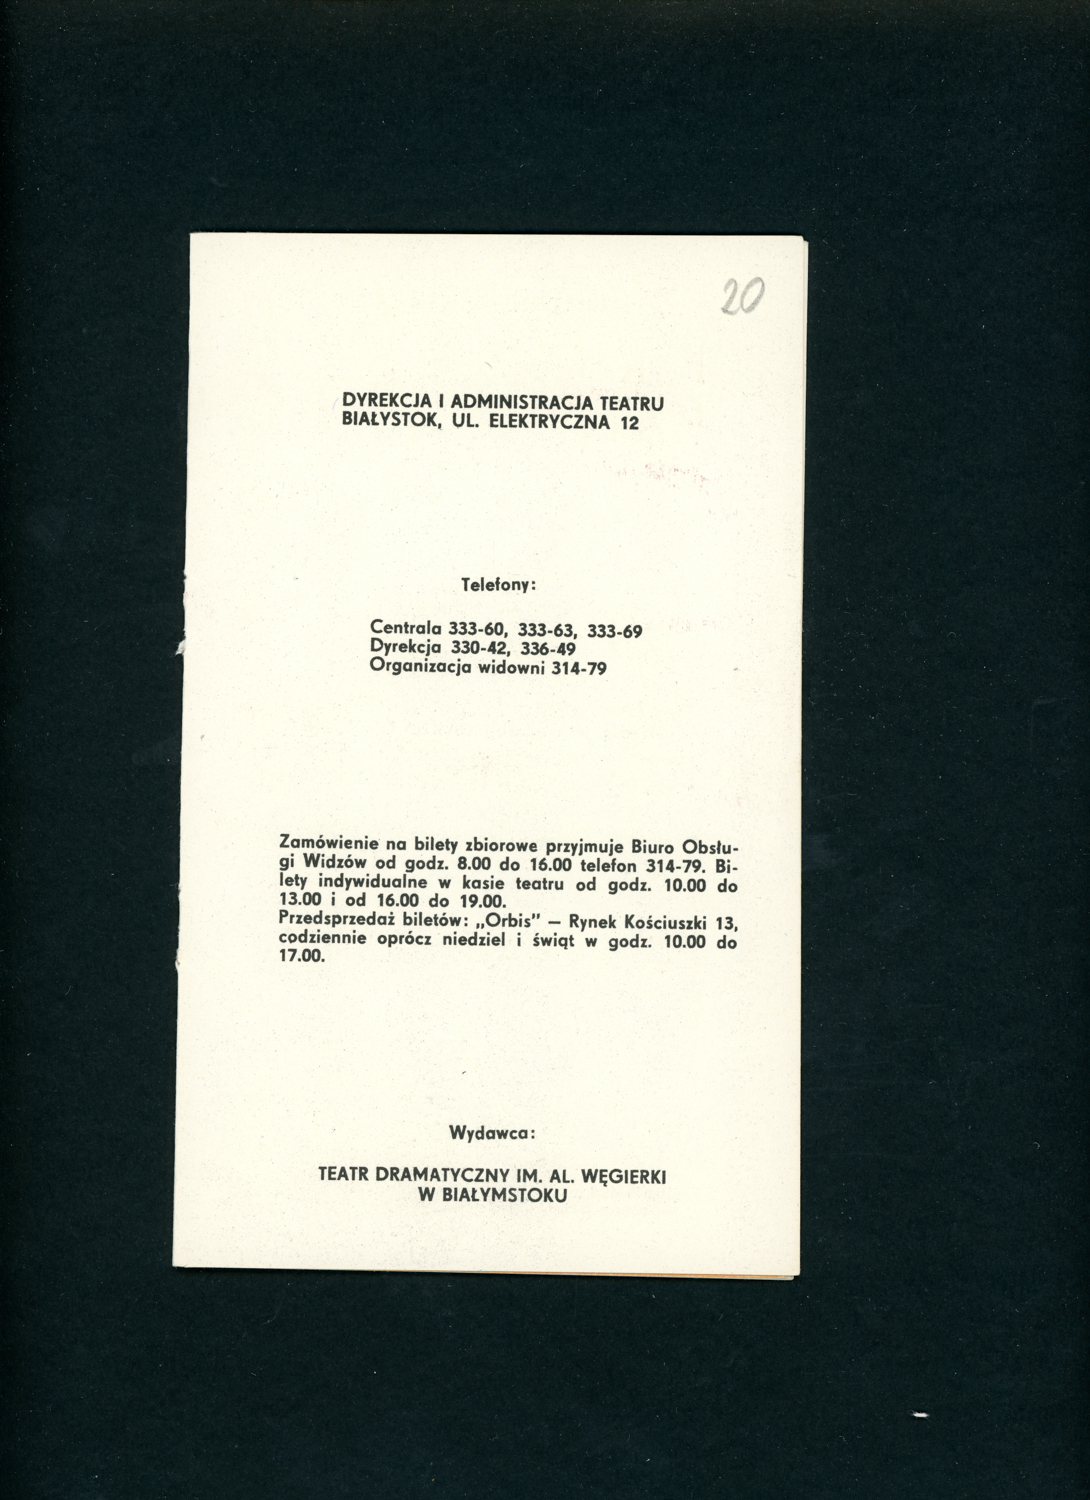 20
DYREKCJA I ADMINISTRACJA TEATRU
BIAŁYSTOK, UL. ELEKTRYCZNA 12
Telefony:
Centrala 333-60, 333-63, 333-69
Dyrekcja 330-42, 336-49
Organizacja widowni 314-79
Zamówienie na bilety zbiorowe przyjmuje Biuro Obsłu-
gi Widzów od godz. 8.00 do 16.00 telefon 314-79. Bi-
lety indywidualne w kasie teatru od godz. 10.00 do
13.00 i od 16.00 do 19.00.
Przedsprzedaż biletów: „Orbis" — Rynek Kościuszki 13,
codziennie oprócz niedziel i świąt w godz. 10.00 do
17.00.
Wydawca:
TEATR DRAMATYCZNY IM. AL. WĘGIERKI
W BIAŁYMSTOKU